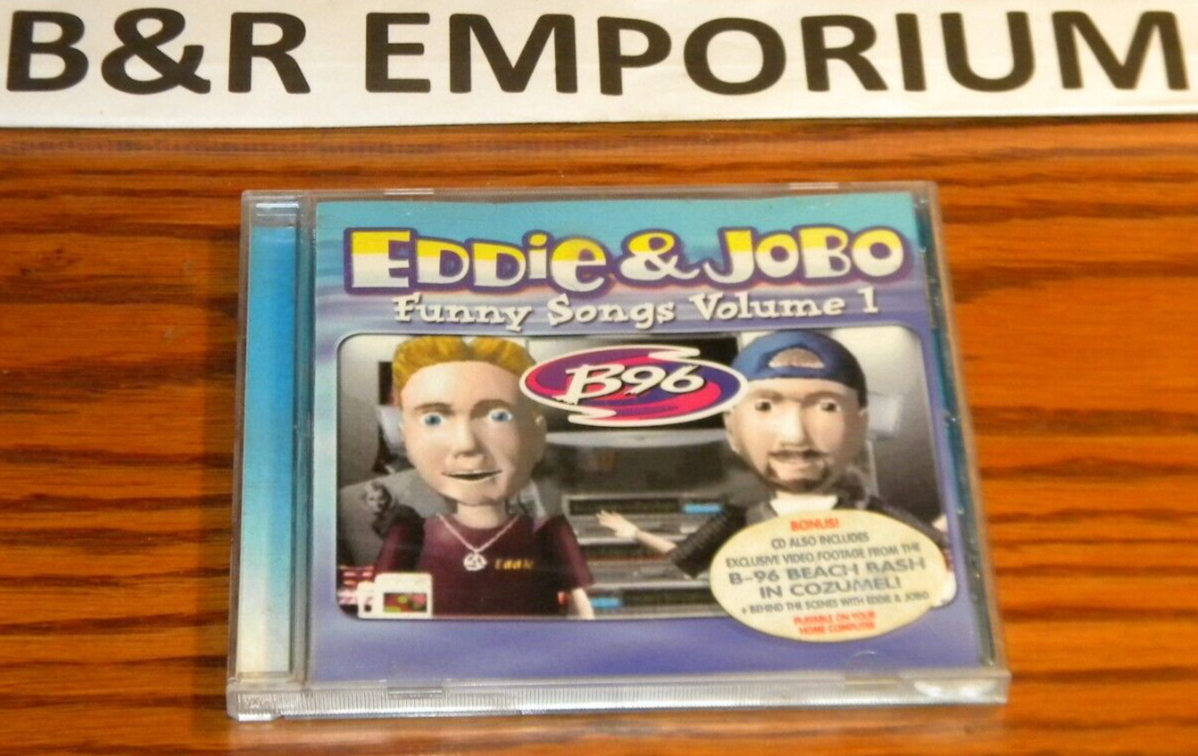 B&R EMPORIUM
EDDiE & JoBO
Funny Songs Volume 1
B96
Eddie
BONUS!
CD ALSO INCLUDES
EXCLUSIVE VIDEO FOOTAGE FROM THE
B-96 BEACH BASH
IN COZUMEL!
+ BEHIND THE SCENES WITH EDDIE & JOBO
PLAYABLE ON YOUR
HOME COMPUTER